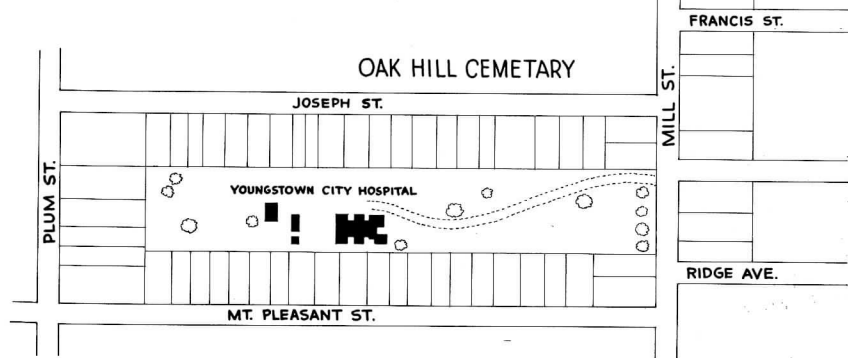 FRANCIS ST.
OAK HILL CEMETARY
MILL ST.
JOSEPH ST.
PLUM ST.
YOUNGSTOWN CITY HOSPITAL
RIDGE AVE.
MT. PLEASANT ST.